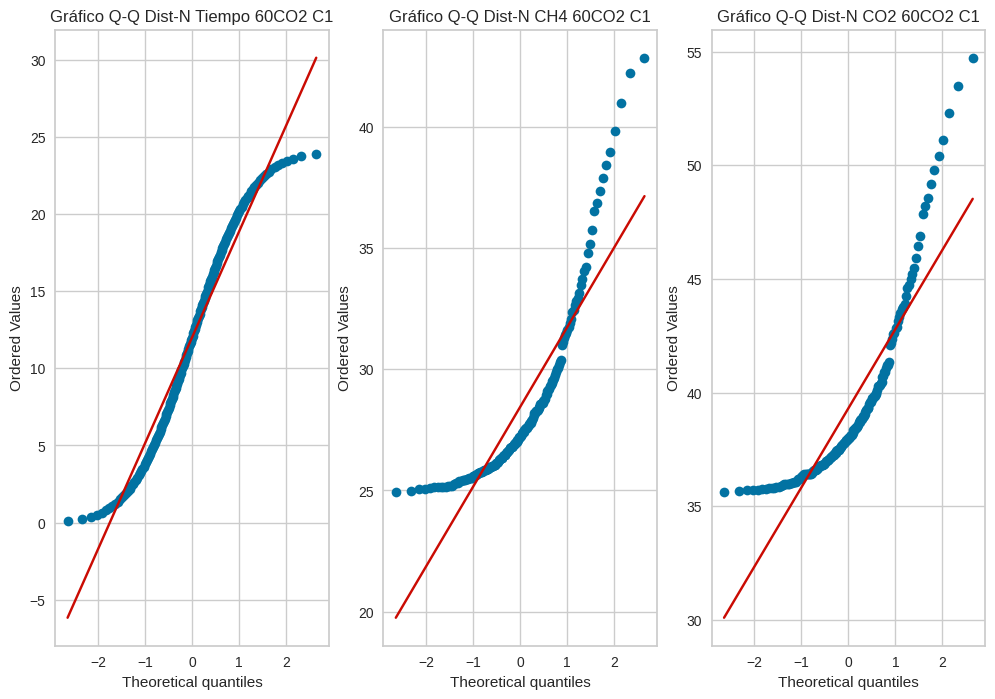 Gráfico Q-Q Dist-N Tiempo 60CO2 C1
30
25
20
15
10
5
0
−5
−2 −1 0 1 2
Theoretical quantiles
Ordered Values
Gráfico Q-Q Dist-N CH4 60CO2 C1
40
35
30
25
20
−2 −1 0 1 2
Theoretical quantiles
Ordered Values
Gráfico Q-Q Dist-N CO2 60CO2 C1
55
50
45
40
35
30
−2 −1 0 1 2
Theoretical quantiles
Ordered Values